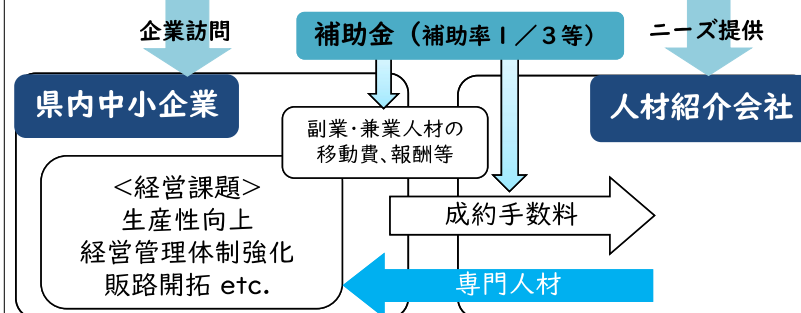 企業訪問
補助金（補助率１／３等）
ニーズ提供
県内中小企業
人材紹介会社
副業・兼業人材の
移動費、報酬等
＜経営課題＞
生産性向上
経営管理体制強化
販路開拓 etc.
成約手数料
専門人材